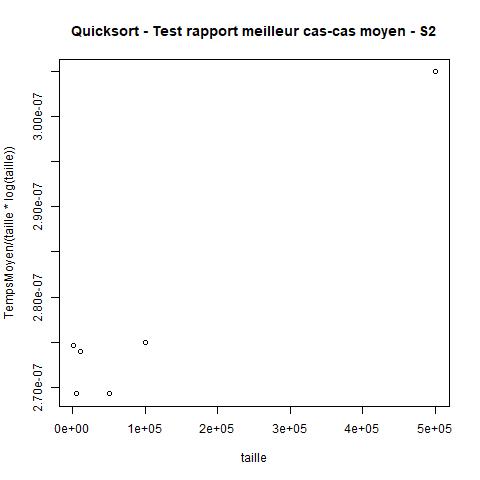 Quicksort - Test rapport meilleur cas-cas moyen - S2
TempsMoyen/(taille * log(taille))
3.00e-07
2.90e-07
2.80e-07
2.70e-07
0e+00 1e+05 2e+05 3e+05 4e+05 5e+05
taille